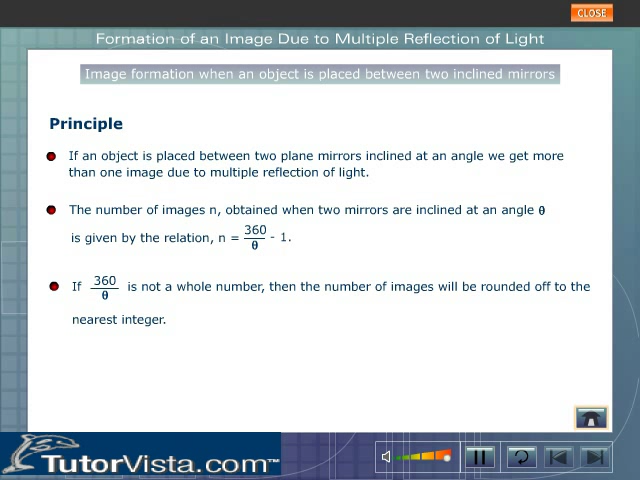 CLOSE
Formation of an Image Due to Multiple Reflection of Light
Image formation when an object is placed between two inclined mirrors
Principle
If an object is placed between two plane mirrors inclined at an angle we get more
than one image due to multiple reflection of light.
The number of images n, obtained when two mirrors are inclined at an angle θ
is given by the relation, n = 360/θ - 1.
If 360/θ is not a whole number, then the number of images will be rounded off to the
nearest integer.
TutorVista.com™